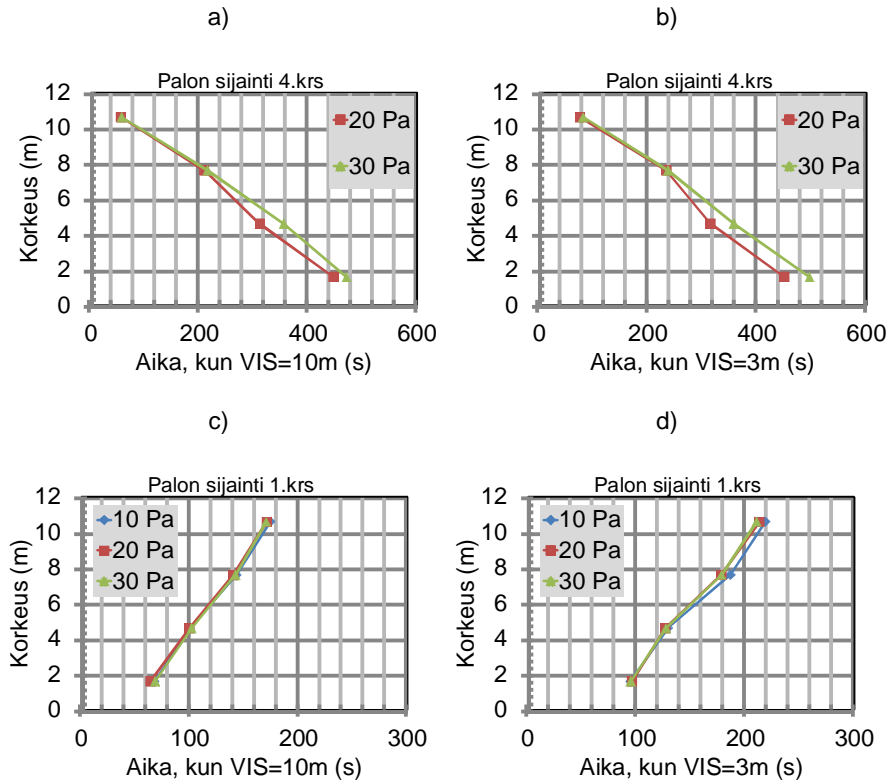 a)
Palon sijainti 4.krs
Korkeus (m)
12
10
8
6
4
2
0
20 Pa
30 Pa
0 200 400 600
Aika, kun VIS=10m (s)
b)
Palon sijainti 4.krs
Korkeus (m)
12
10
8
6
4
2
0
20 Pa
30 Pa
0 200 400 600
Aika, kun VIS=3m (s)
c)
Palon sijainti 1.krs
Korkeus (m)
12
10
8
6
4
2
0
10 Pa
20 Pa
30 Pa
0 100 200 300
Aika, kun VIS=10m (s)
d)
Palon sijainti 1.krs
Korkeus (m)
12
10
8
6
4
2
0
10 Pa
20 Pa
30 Pa
0 100 200 300
Aika, kun VIS=3m (s)